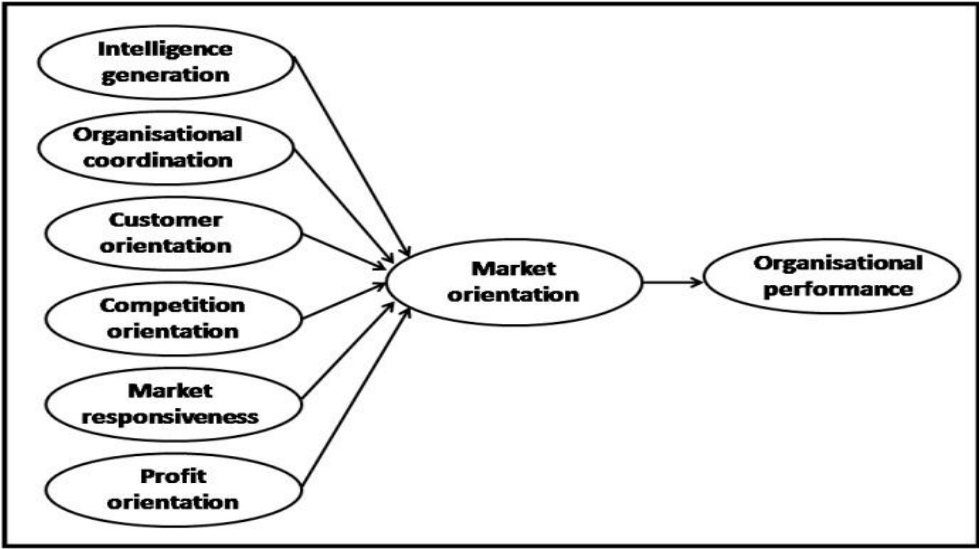 Intelligence
generation
Organisational
coordination
Customer
orientation
Competition
orientation
Market
responsiveness
Profit
orientation
Market
orientation
Organisational
performance